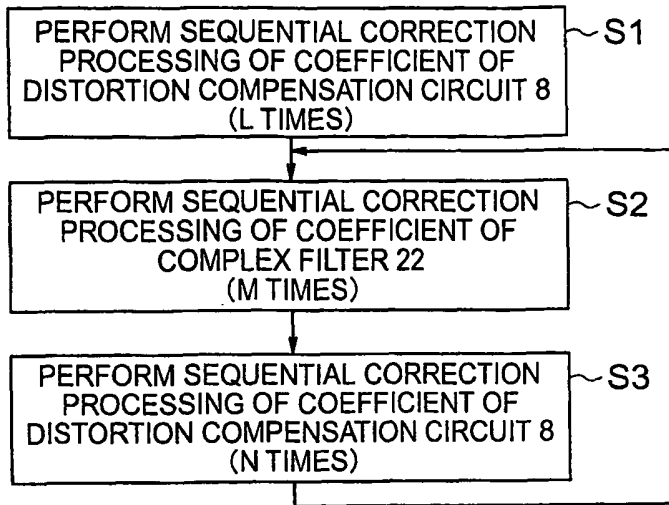 PERFORM SEQUENTIAL CORRECTION
PROCESSING OF COEFFICIENT OF
DISTORTION COMPENSATION CIRCUIT 8
(L TIMES)
S1
PERFORM SEQUENTIAL CORRECTION
PROCESSING OF COEFFICIENT OF
COMPLEX FILTER 22
(M TIMES)
S2
PERFORM SEQUENTIAL CORRECTION
PROCESSING OF COEFFICIENT OF
DISTORTION COMPENSATION CIRCUIT 8
(N TIMES)
S3